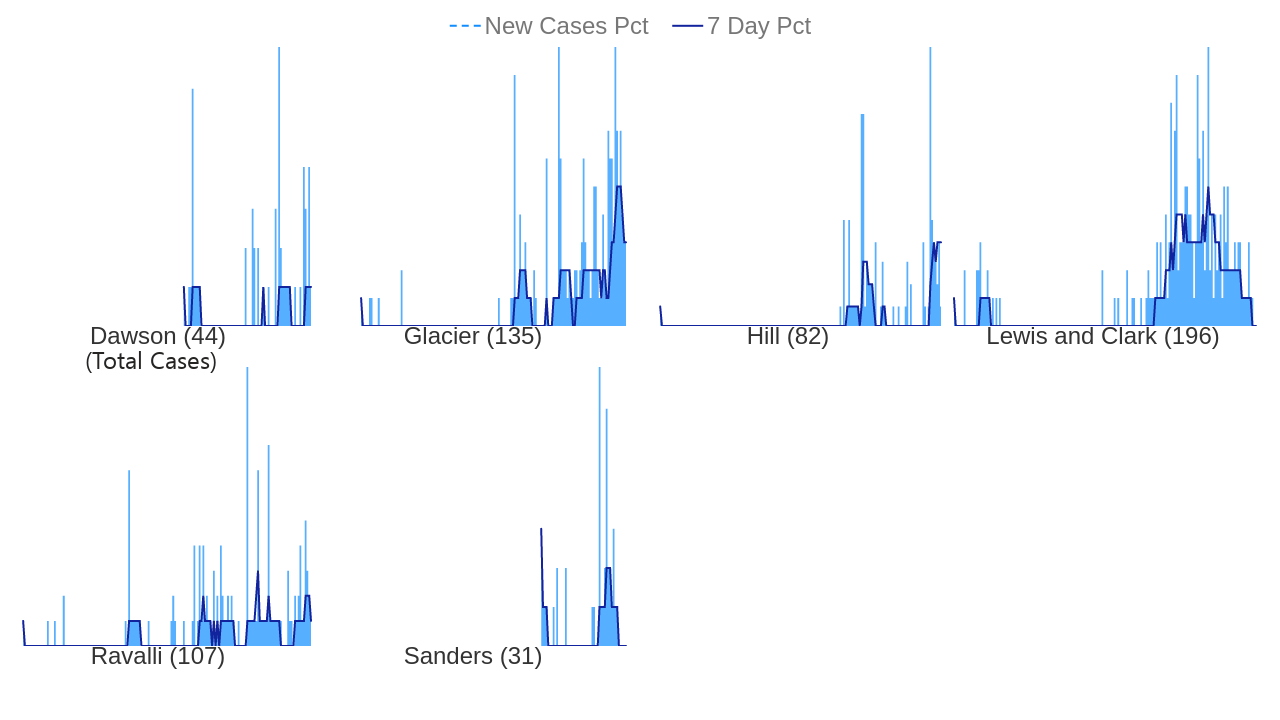 New Cases Pct 7 Day Pct
Dawson (44) Glacier (135) Hill (82) Lewis and Clark (196)
(Total Cases)
Ravalli (107) Sanders (31)